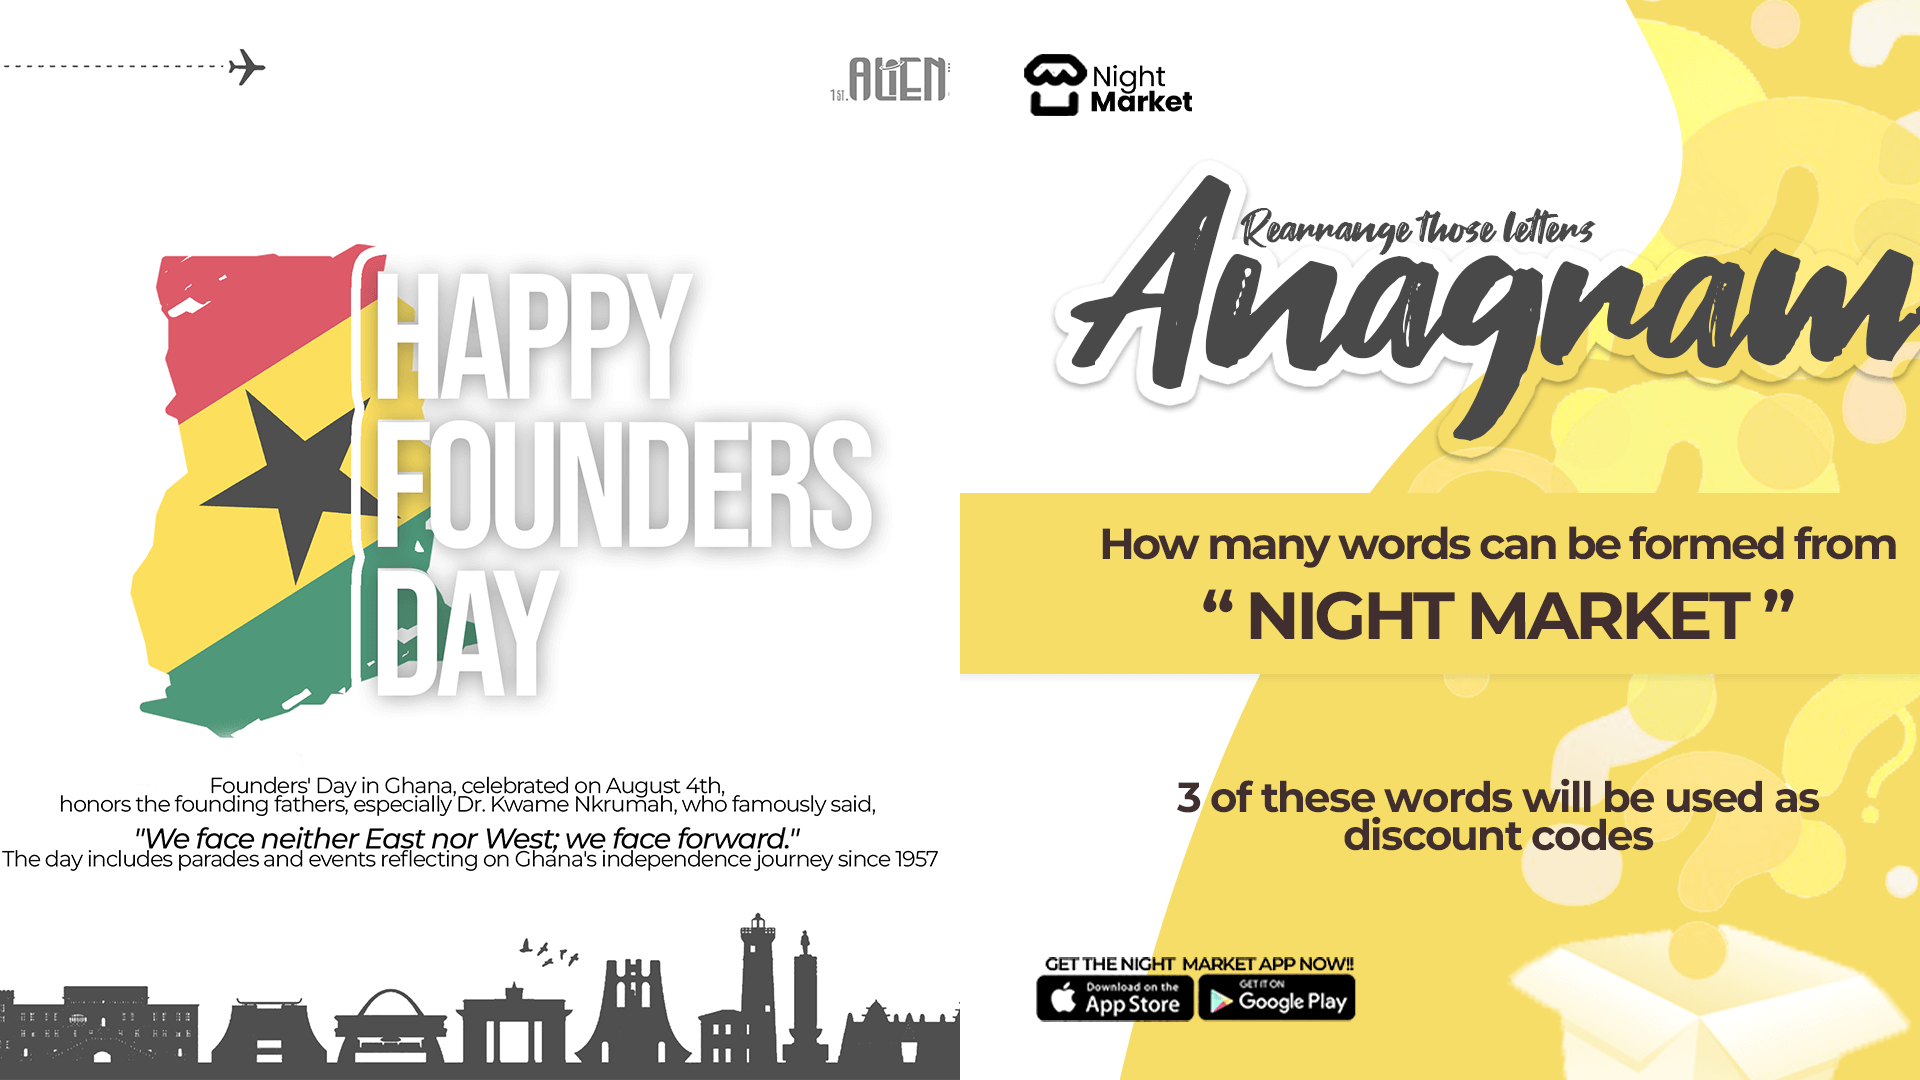 1ST. ALIEN
HAPPY
FOUNDERS
DAY
Founders' Day in Ghana, celebrated on August 4th,
honors the founding fathers, especially Dr. Kwame Nkrumah, who famously said,
"We face neither East nor West; we face forward."
The day includes parades and events reflecting on Ghana's independence journey since 1957
Night
Market
Rearrange those letters
Anagram
How many words can be formed from
“ NIGHT MARKET ”
3 of these words will be used as
discount codes
GET THE NIGHT MARKET APP NOW!!
Download on the
App Store
GET IT ON
Google Play